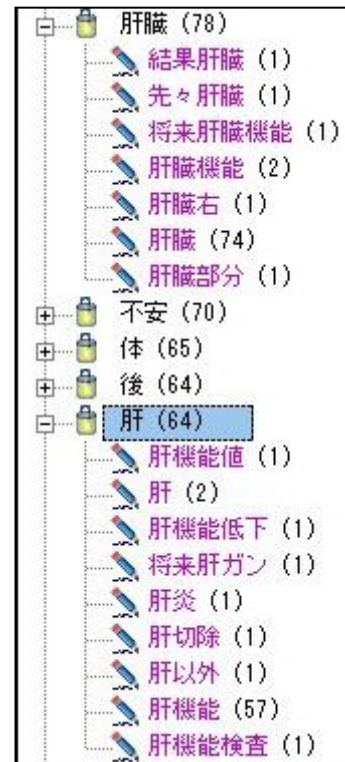 肝臓 (78)
結果肝臓 (1)
先々肝臓 (1)
将来肝臓機能 (1)
肝臓機能 (2)
肝臓右 (1)
肝臓 (74)
肝臓部分 (1)
不安 (70)
体 (65)
後 (64)
肝 (64)
肝機能値 (1)
肝 (2)
肝機能低下 (1)
将来肝ガン (1)
肝炎 (1)
肝切除 (1)
肝以外 (1)
肝機能 (57)
肝機能検査 (1)